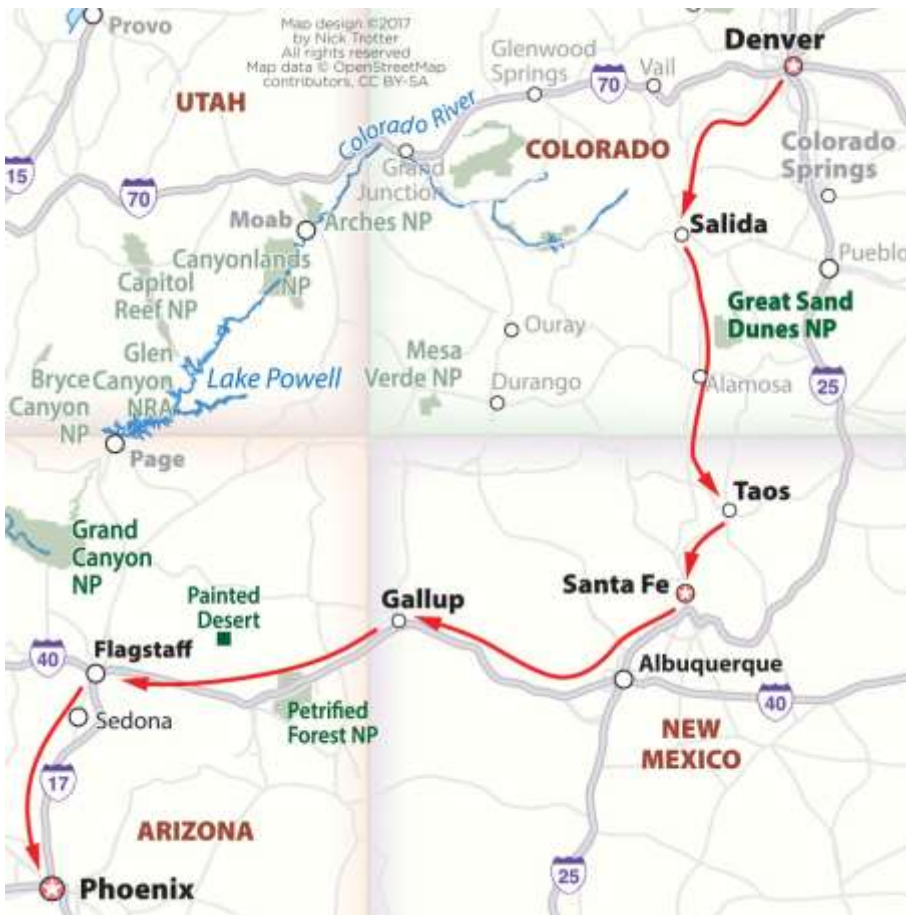 Provo
Map design ©2017
by Nick Trotter
All rights reserved
Map data © OpenStreetMap
contributors, CC BY-SA
Glenwood
Springs
70
Vail
Denver
UTAH
Colorado River
COLORADO
Colorado
Springs
15
70
Grand
Junction
Moab
Arches NP
Salida
Pueblo
Canyonlands
NP
Capitol
Reef NP
Great Sand
Dunes NP
Ouray
Glen
Canyon
NRA
Lake Powell
Mesa
Verde NP
Durango
Alamosa
25
Bryce
Canyon
NP
Page
Taos
Grand
Canyon
NP
Painted
Desert
Gallup
Santa Fe
40
Flagstaff
Albuquerque
Sedona
Petrified
Forest NP
40
NEW
MEXICO
17
ARIZONA
25
Phoenix